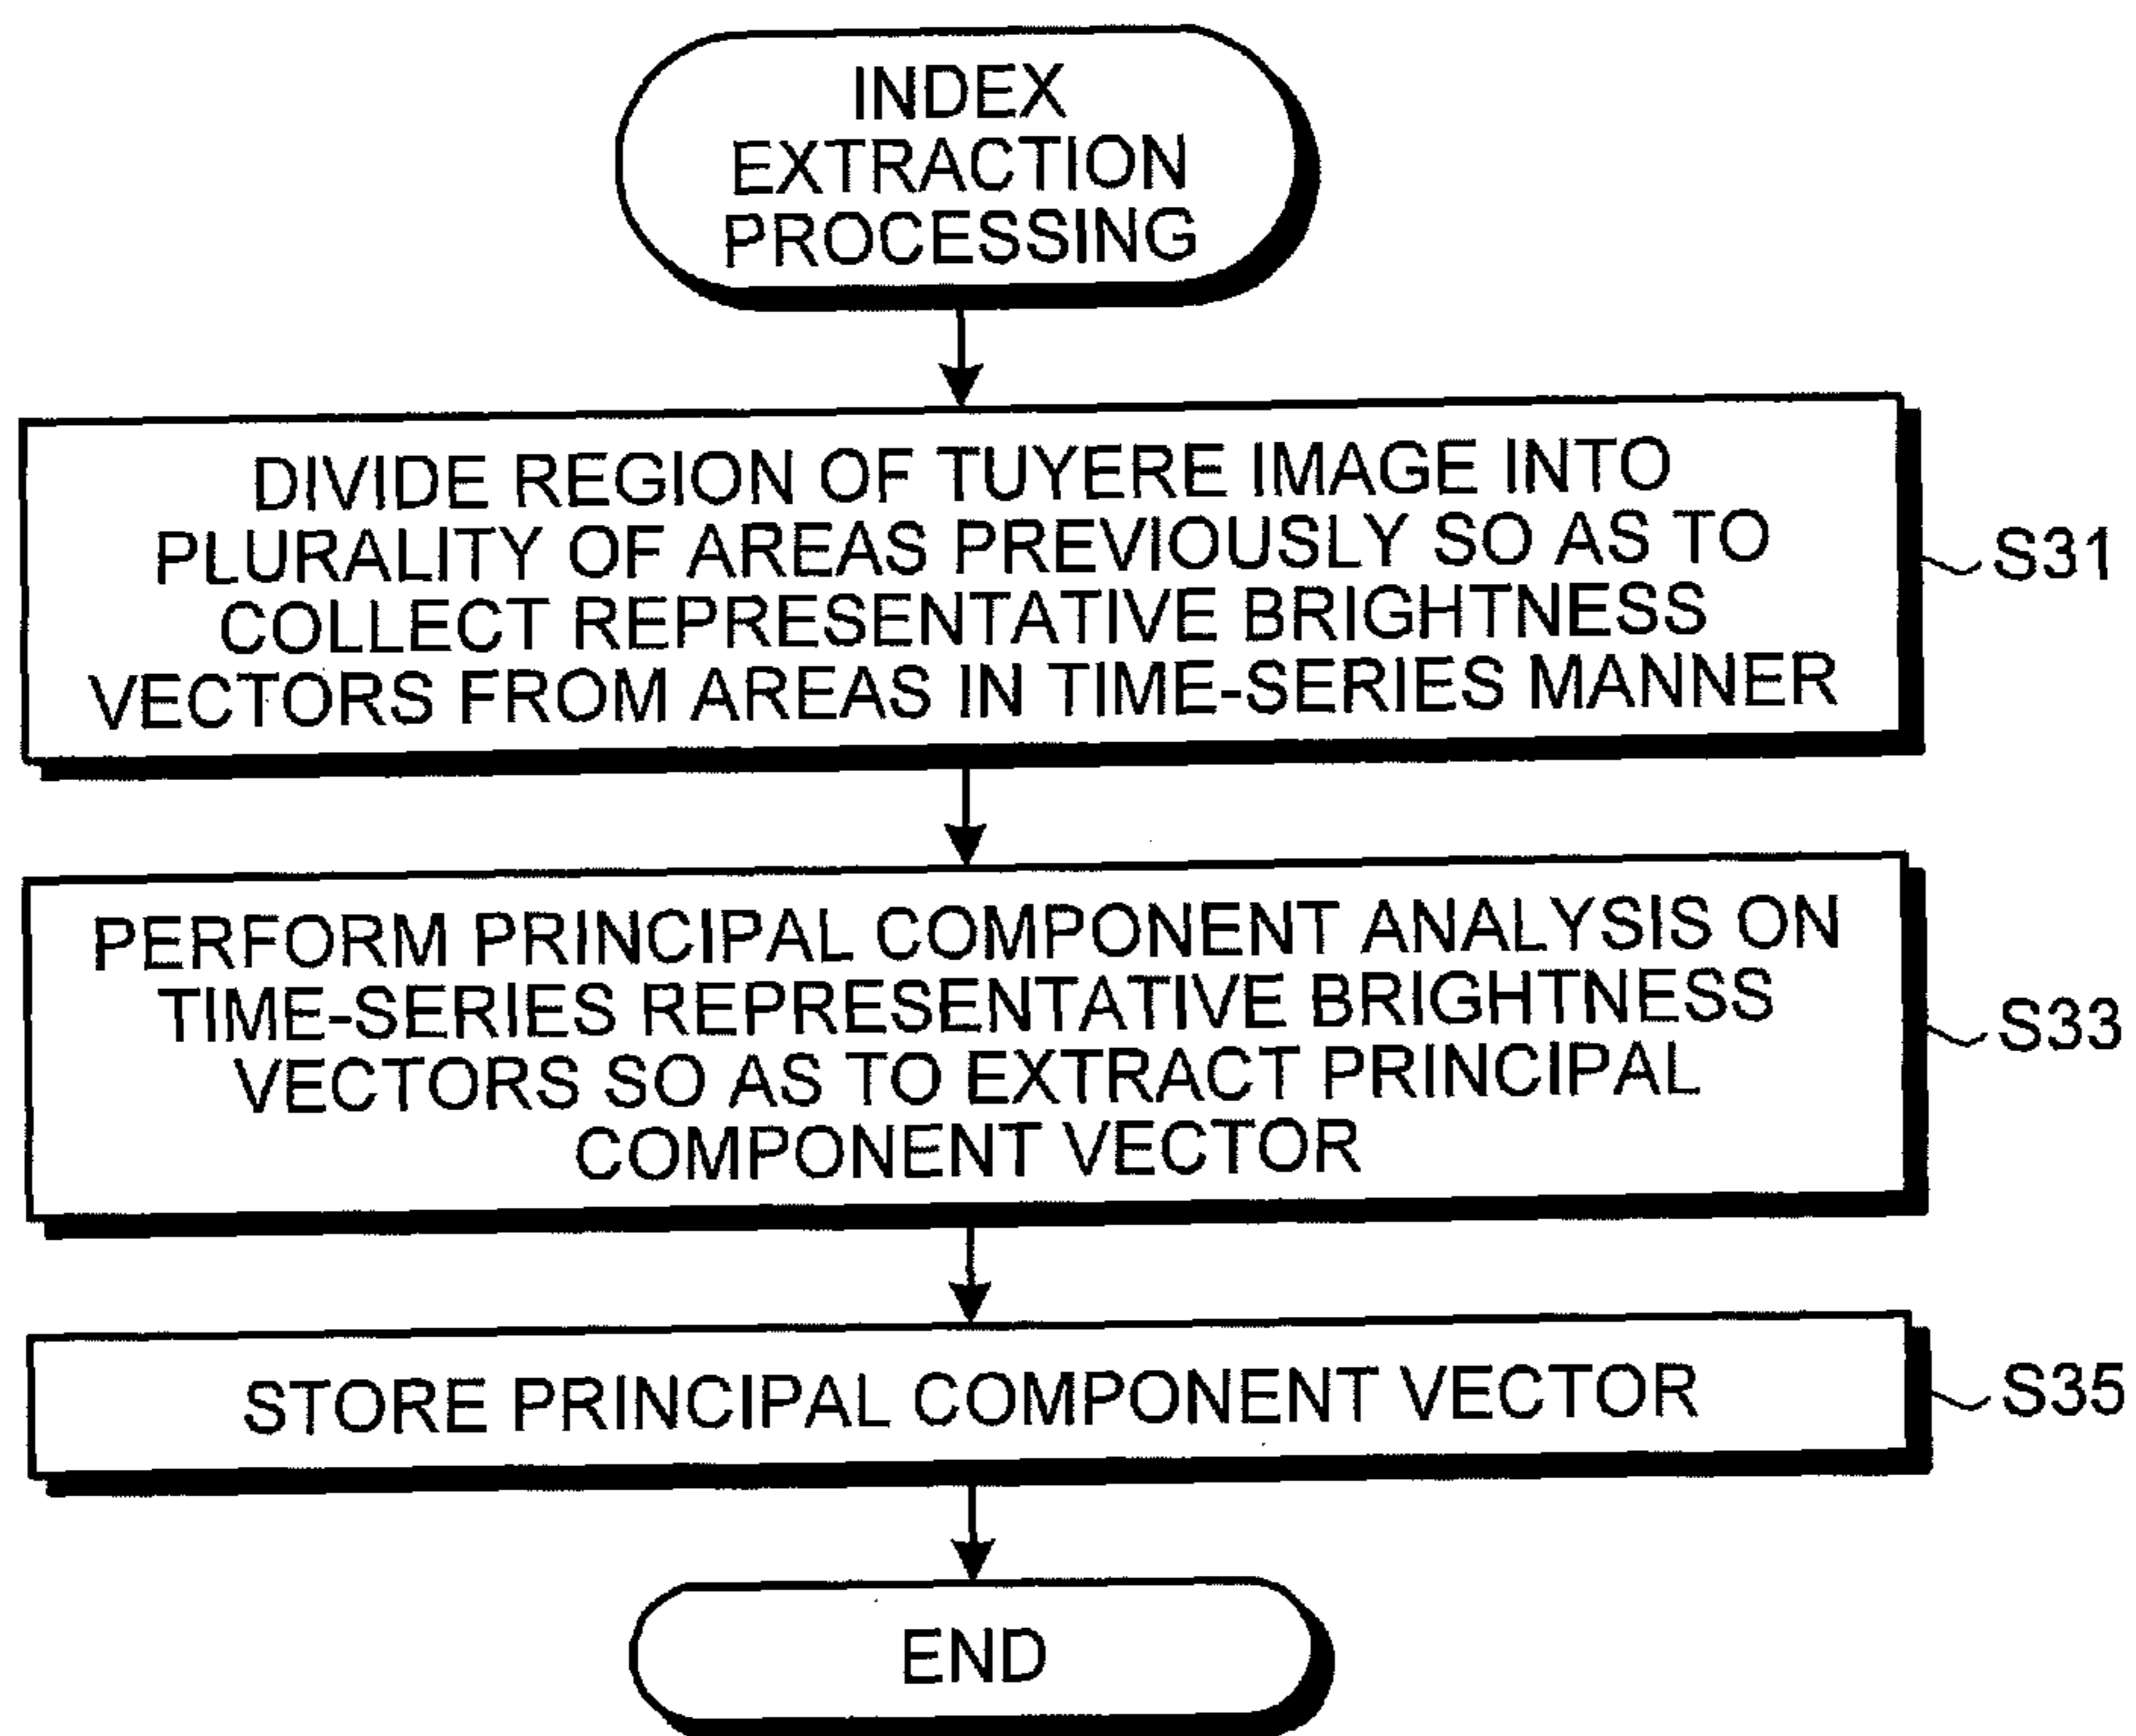 INDEX
EXTRACTION
PROCESSING
DIVIDE REGION OF TUYERE IMAGE INTO
PLURALITY OF AREAS PREVIOUSLY SO AS TO
COLLECT REPRESENTATIVE BRIGHTNESS
VECTORS FROM AREAS IN TIME-SERIES MANNER
S31
PERFORM PRINCIPAL COMPONENT ANALYSIS ON
TIME-SERIES REPRESENTATIVE BRIGHTNESS
VECTORS SO AS TO EXTRACT PRINCIPAL
COMPONENT VECTOR
S33
STORE PRINCIPAL COMPONENT VECTOR
S35
END